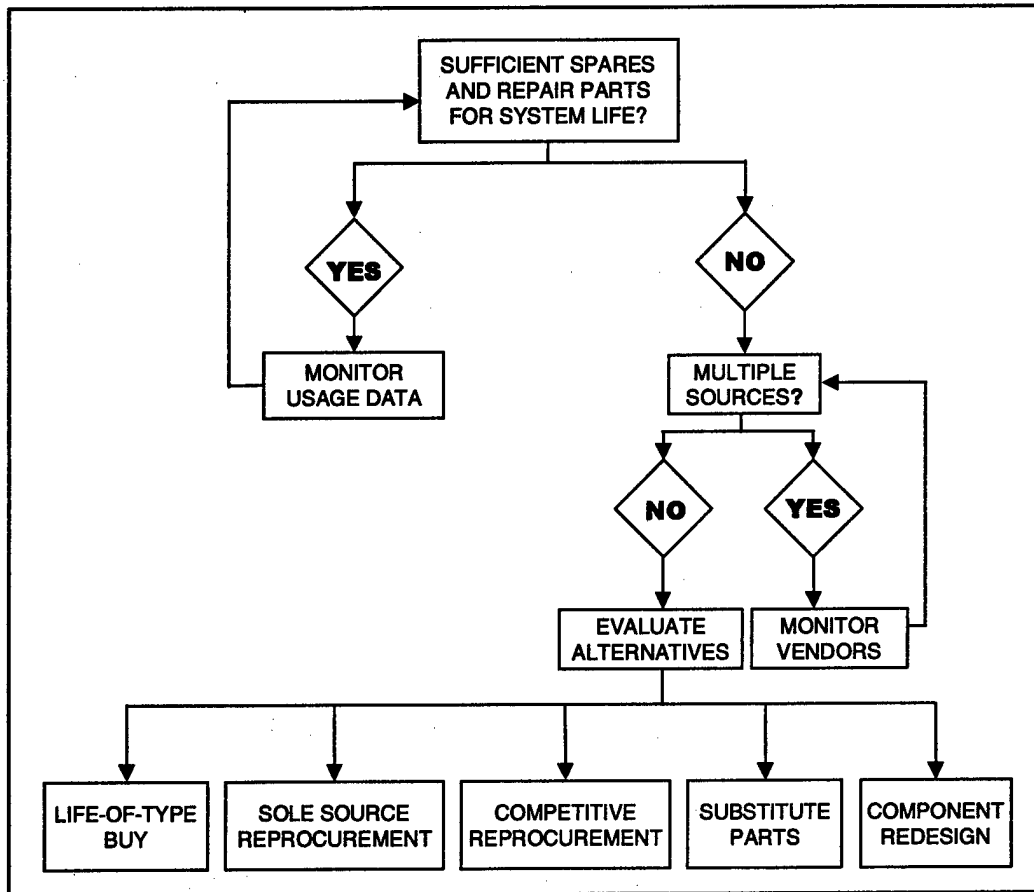 SUFFICIENT SPARES
AND REPAIR PARTS
FOR SYSTEM LIFE?
YES
NO
MONITOR
USAGE DATA
MULTIPLE
SOURCES?
NO
YES
EVALUATE
ALTERNATIVES
MONITOR
VENDORS
LIFE-OF-TYPE
BUY
SOLE SOURCE
REPROCUREMENT
COMPETITIVE
REPROCUREMENT
SUBSTITUTE
PARTS
COMPONENT
REDESIGN